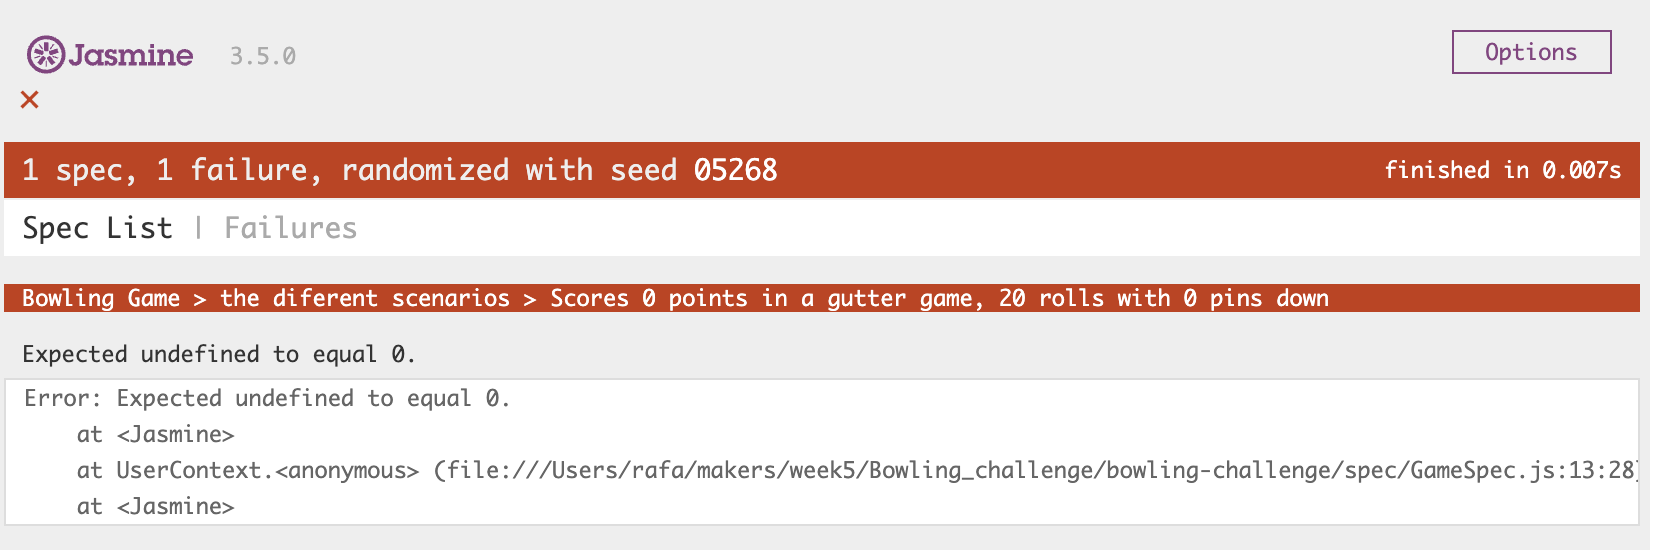 Jasmine 3.5.0 Options
1 spec, 1 failure, randomized with seed 05268 finished in 0.007s
Spec List | Failures
Bowling Game > the diferent scenarios > Scores 0 points in a gutter game, 20 rolls with 0 pins down
Expected undefined to equal 0.
Error: Expected undefined to equal 0.
at <Jasmine>
at UserContext.<anonymous> (file:///Users/rafa/makers/week5/Bowling_challenge/bowling-challenge/spec/GameSpec.js:13:28)
at <Jasmine>